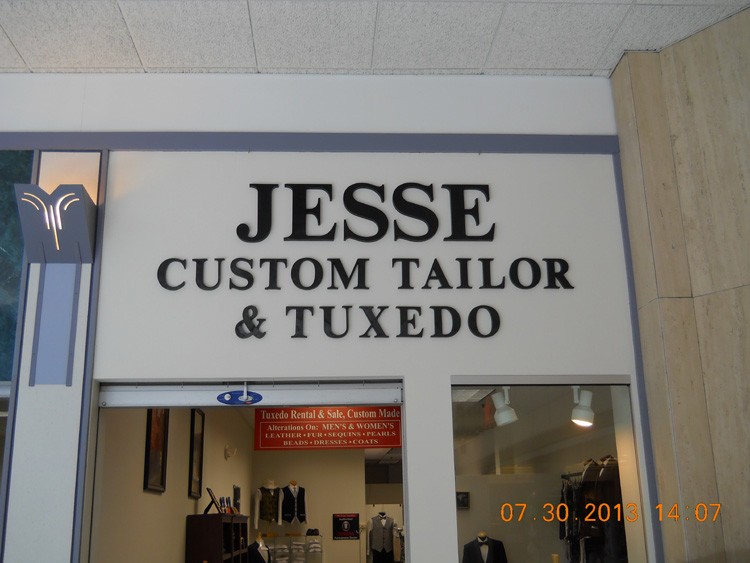 JESSE
CUSTOM TAILOR
& TUXEDO
Tuxedo Rental & Sale, Custom Made
Alterations On: MEN'S & WOMEN'S
LEATHER • FUR • SEQUINS • PEARLS
BEADS • DRESSES • COATS
07.30.2013 14:07